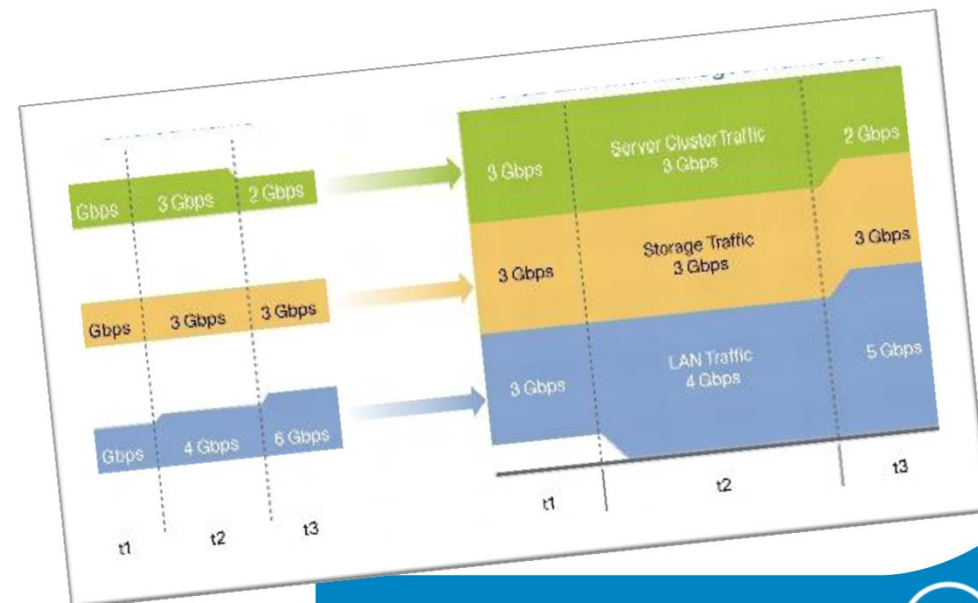 Gbps 3 Gbps 2 Gbps
Gbps 3 Gbps 3 Gbps
Gbps 4 Gbps 6 Gbps
t1 t2 t3
3 Gbps
Server Cluster Traffic
3 Gbps
2 Gbps
3 Gbps
Storage Traffic
3 Gbps
3 Gbps
3 Gbps
LAN Traffic
4 Gbps
5 Gbps
t1 t2 t3